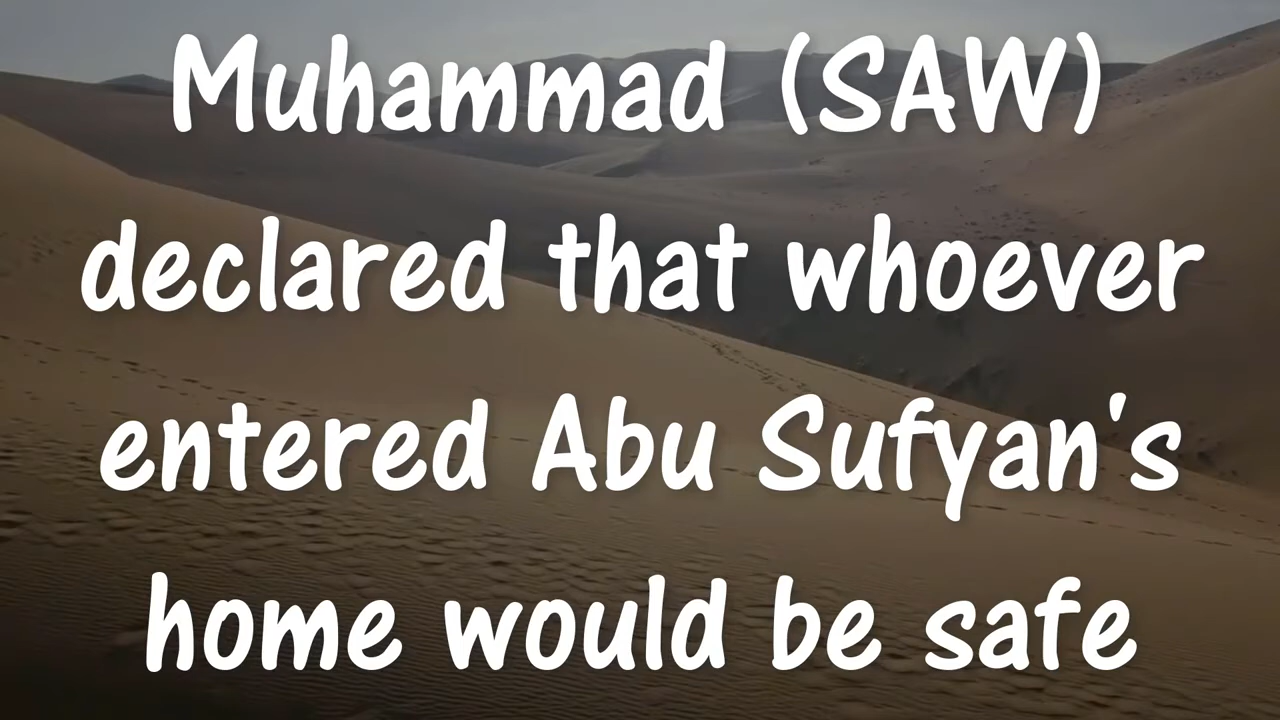 Muhammad (SAW)
declared that whoever
entered Abu Sufyan's
home would be safe